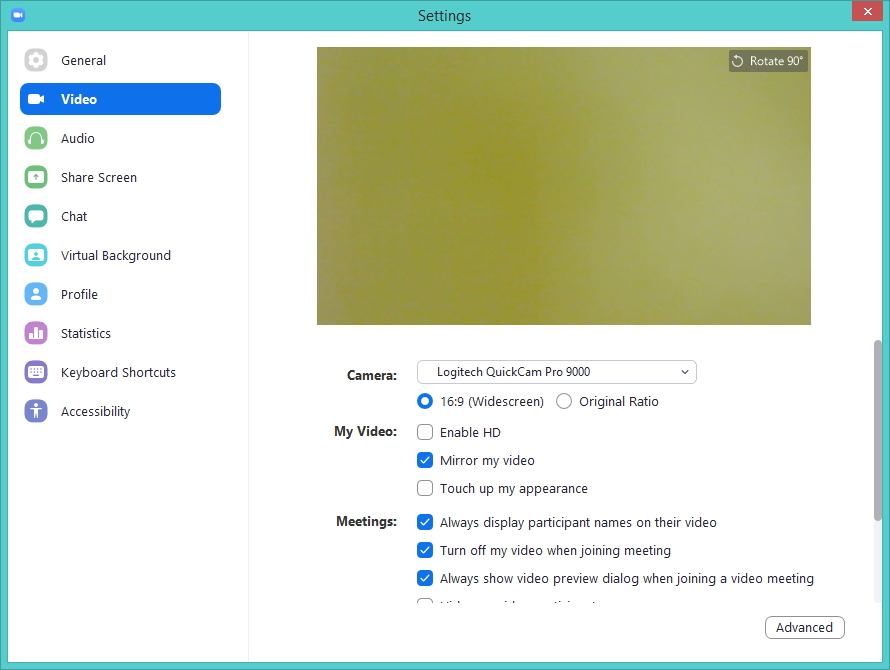 Settings
General
Video
Audio
Share Screen
Chat
Virtual Background
Profile
Statistics
Keyboard Shortcuts
Accessibility
Rotate 90°
Camera: Logitech QuickCam Pro 9000
16:9 (Widescreen) Original Ratio
My Video: Enable HD
Mirror my video
Touch up my appearance
Meetings: Always display participant names on their video
Turn off my video when joining meeting
Always show video preview dialog when joining a video meeting
Advanced